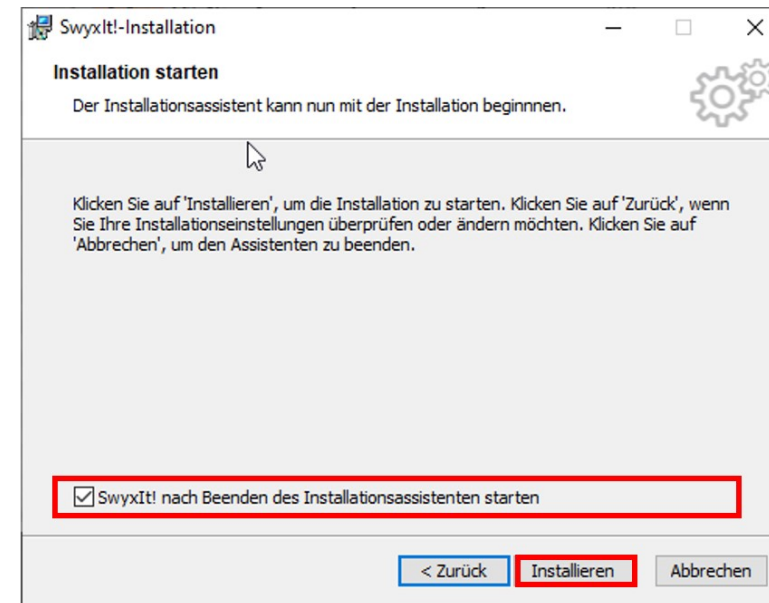 SwyxIt!-Installation
Installation starten
Der Installationsassistent kann nun mit der Installation beginnnen.
Klicken Sie auf 'Installieren', um die Installation zu starten. Klicken Sie auf 'Zurück', wenn
Sie Ihre Installationseinstellungen überprüfen oder ändern möchten. Klicken Sie auf
'Abbrechen', um den Assistenten zu beenden.
SwyxIt! nach Beenden des Installationsassistenten starten
< Zurück Installieren Abbrechen